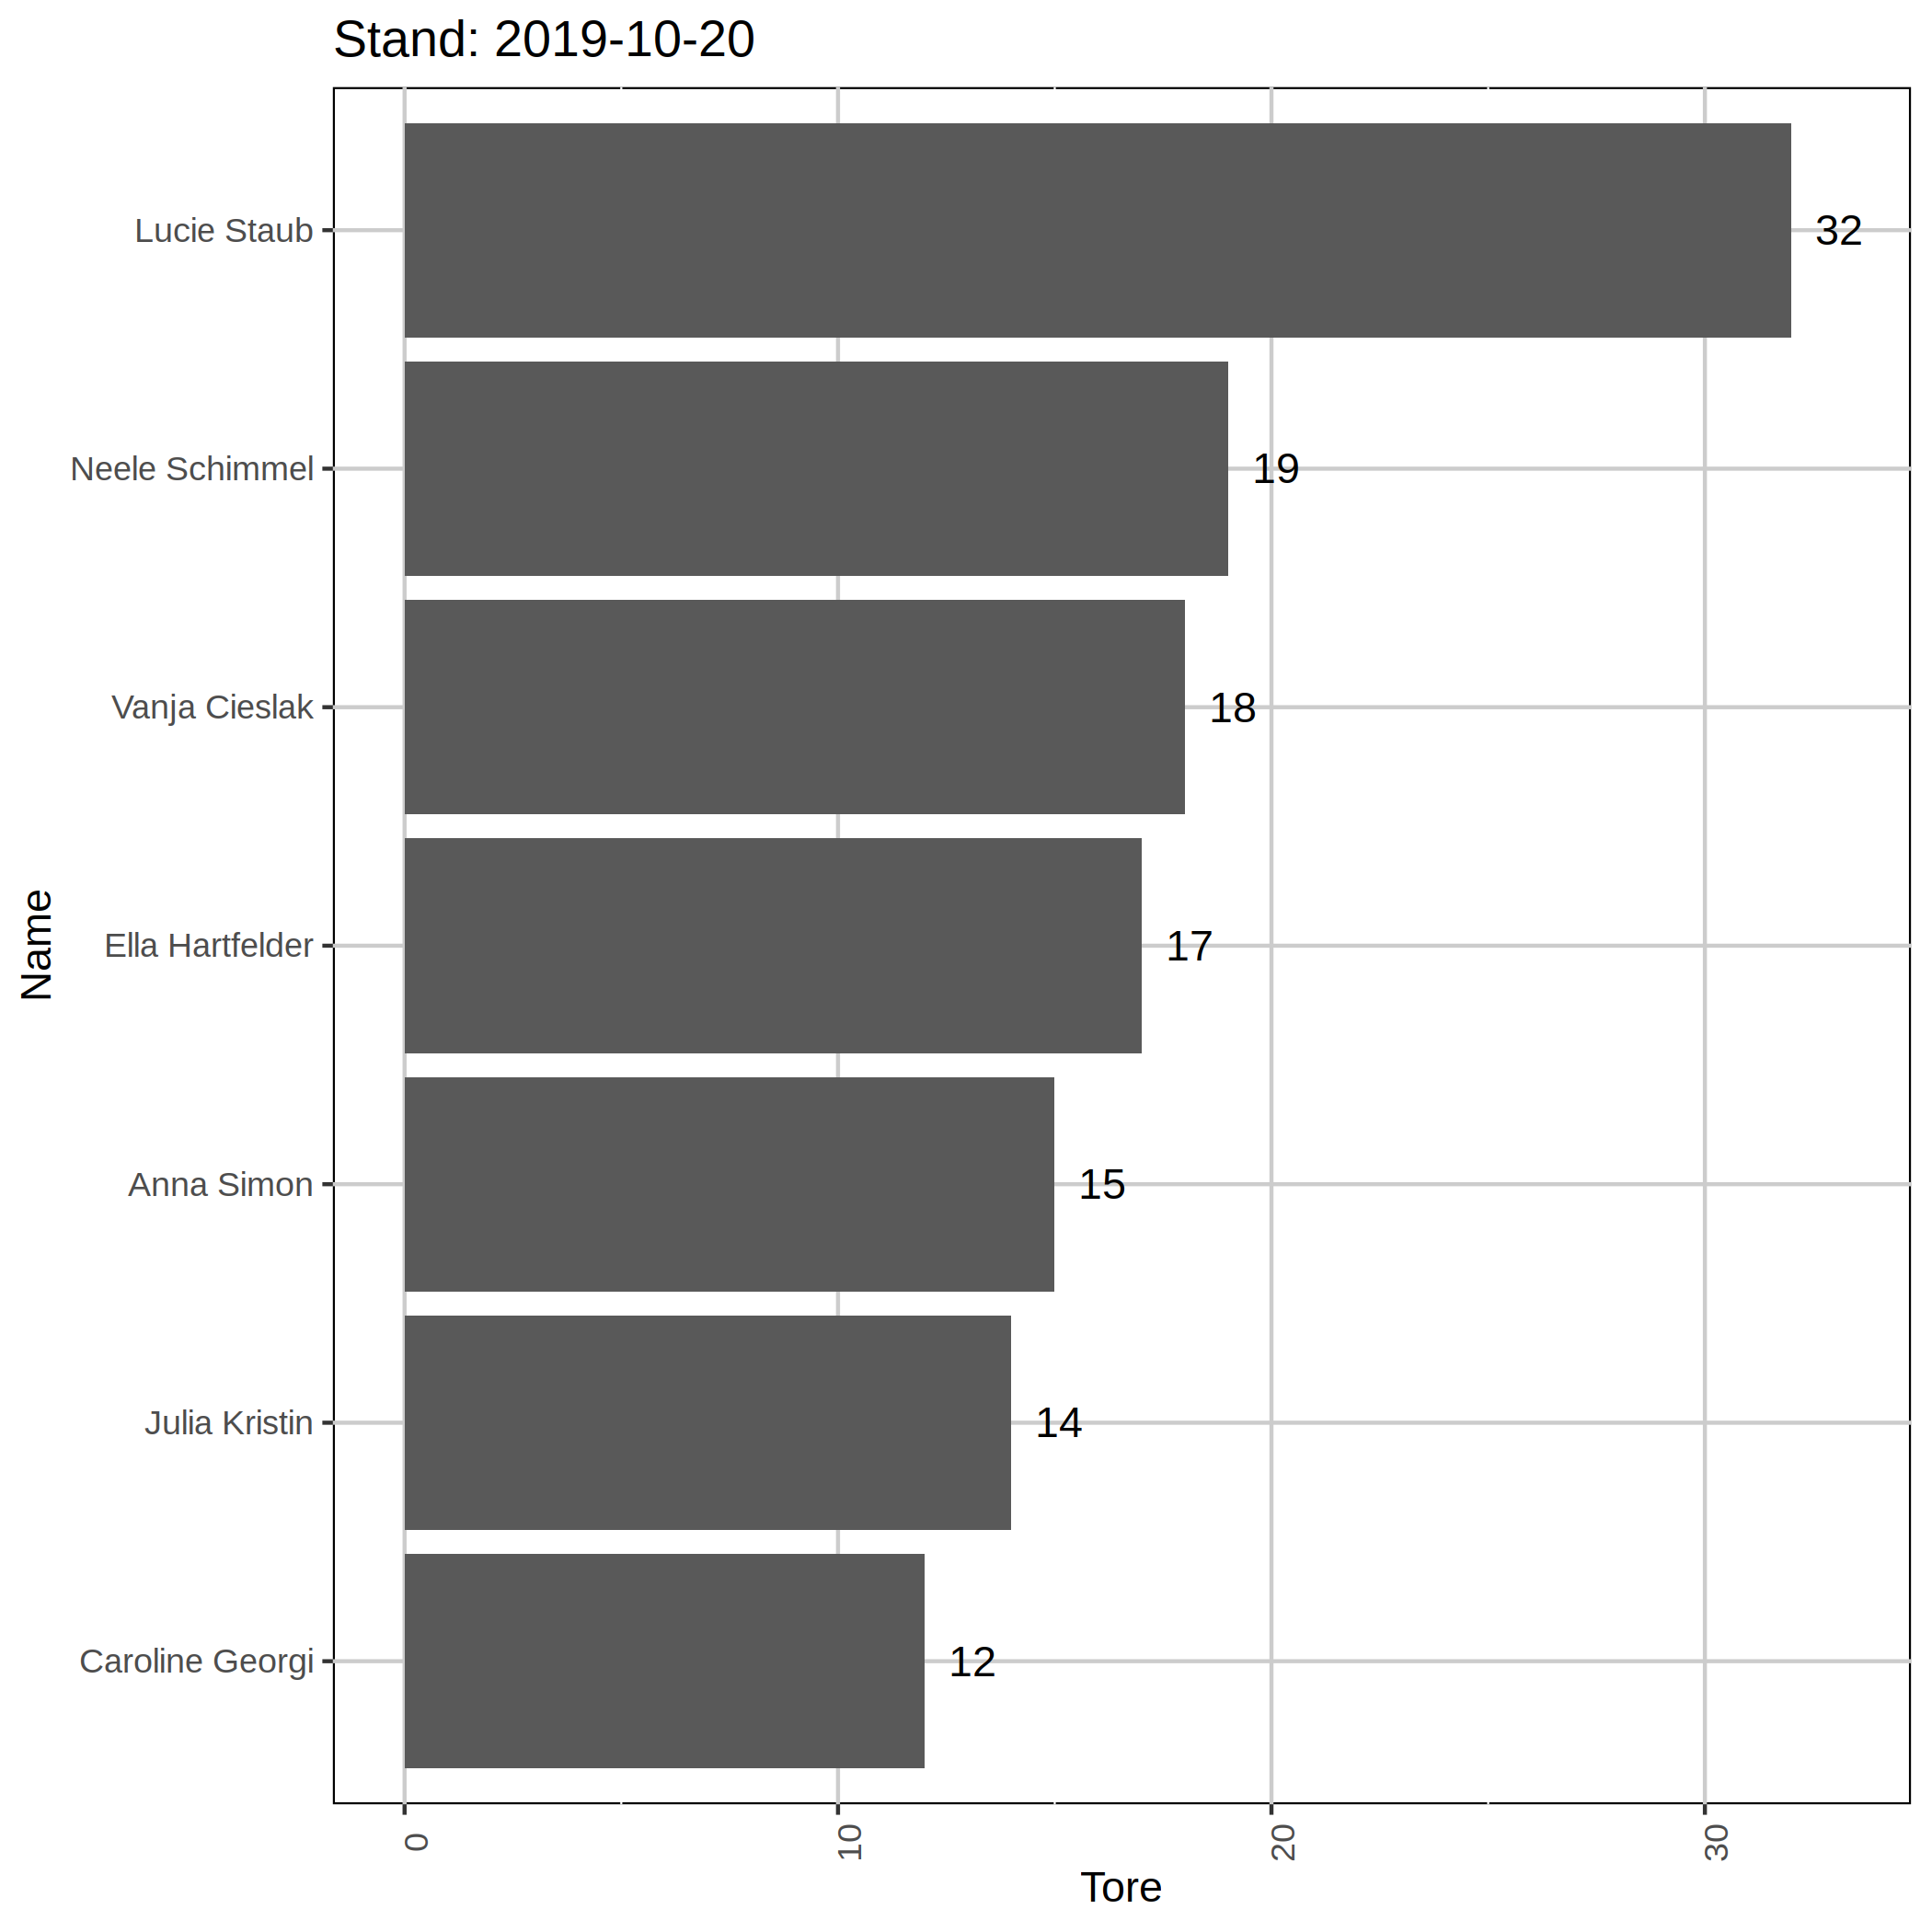 Stand: 2019-10-20
Name
Lucie Staub
32
Neele Schimmel
19
Vanja Cieslak
18
Ella Hartfelder
17
Anna Simon
15
Julia Kristin
14
Caroline Georgi
12
0
10
20
30
Tore